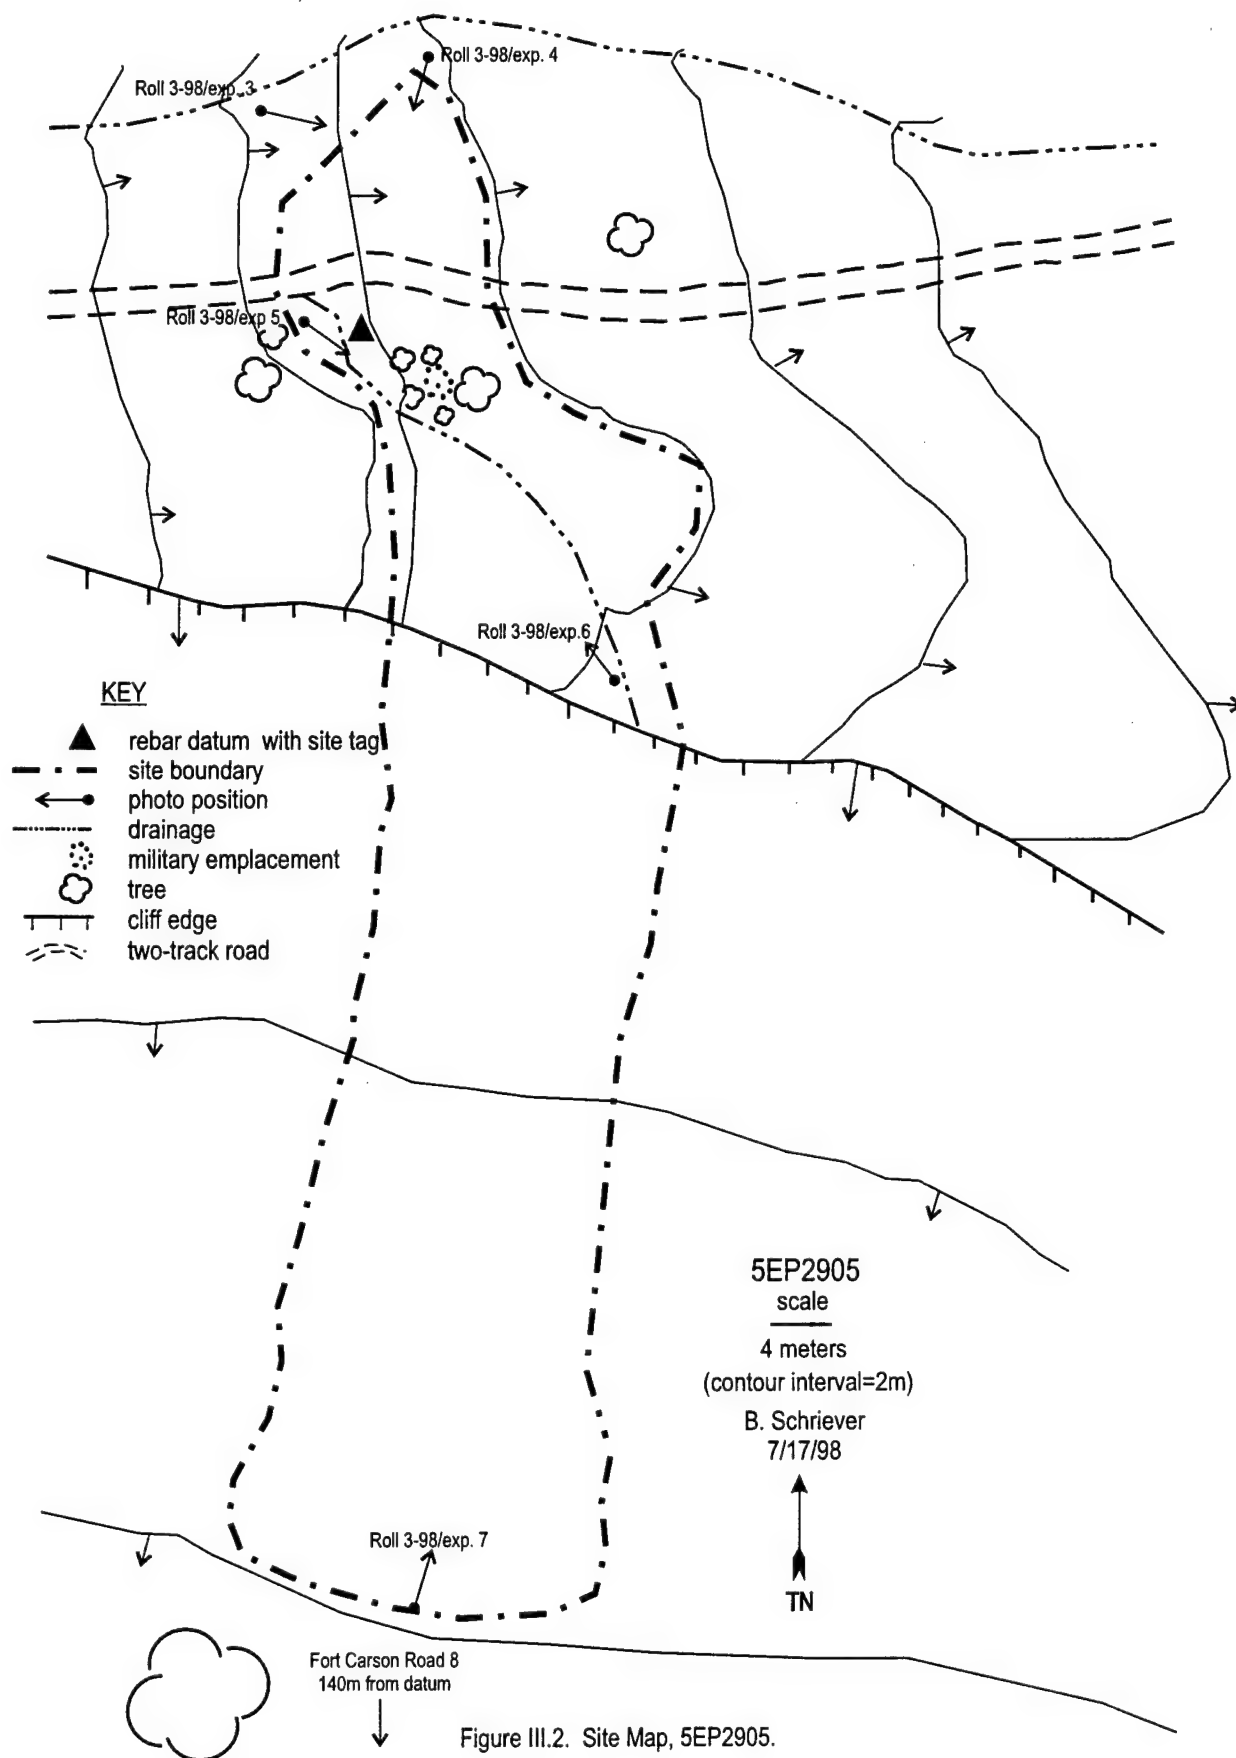 Roll 3-98/exp. 4
Roll 3-98/exp. 3
Roll 3-98/exp 5
Roll 3-98/exp.6
KEY
rebar datum with site tag
site boundary
photo position
drainage
military emplacement
tree
cliff edge
two-track road
5EP2905
scale
4 meters
(contour interval=2m)
B. Schriever
7/17/98
TN
Roll 3-98/exp. 7
Fort Carson Road 8
140m from datum
Figure III.2. Site Map, 5EP2905.